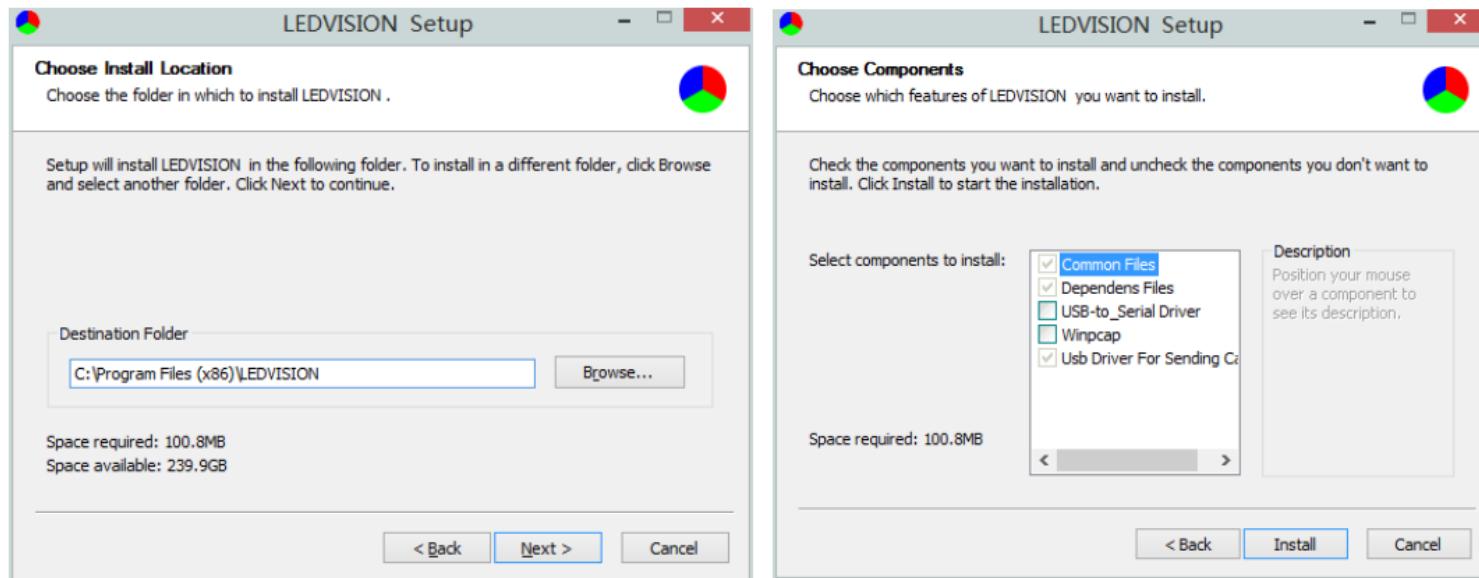 LEDVISION Setup
Choose Install Location
Choose the folder in which to install LEDVISION .
Setup will install LEDVISION in the following folder. To install in a different folder, click Browse
and select another folder. Click Next to continue.
Destination Folder
C:\Program Files (x86)\LEDVISION
Browse...
Space required: 100.8MB
Space available: 239.9GB
< Back
Next >
Cancel
LEDVISION Setup
Choose Components
Choose which features of LEDVISION you want to install.
Check the components you want to install and uncheck the components you don't want to
install. Click Install to start the installation.
Select components to install:
Common Files
Dependens Files
USB-to_Serial Driver
Winpcap
Usb Driver For Sending Ca
Description
Position your mouse
over a component to
see its description.
Space required: 100.8MB
< Back
Install
Cancel